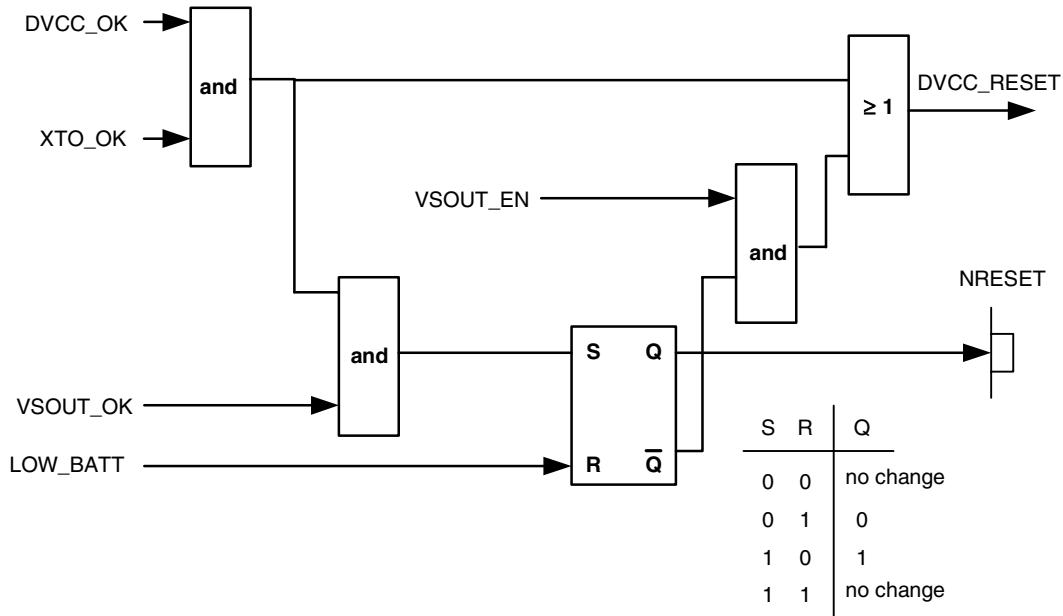 DVCC_OK
and
XTO_OK
≥ 1
DVCC_RESET
VSOUT_EN
and
NRESET
and
S Q
VSOUT_OK
LOW_BATT
R Q̅
S R Q
0 0 no change
0 1 0
1 0 1
1 1 no change